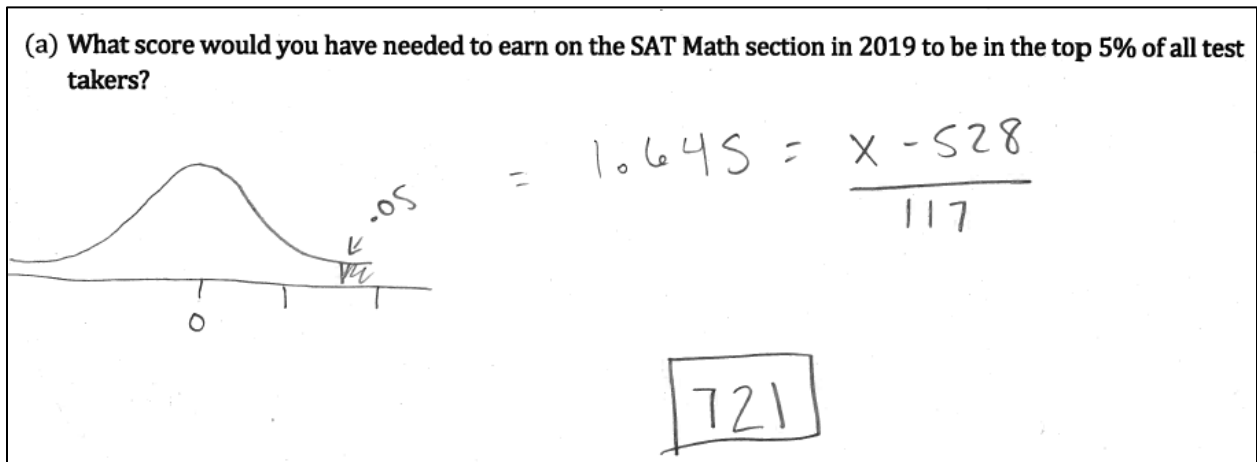 (a) What score would you have needed to earn on the SAT Math section in 2019 to be in the top 5% of all test
takers?
.05
0
= 1.645 = X - 528
117
721